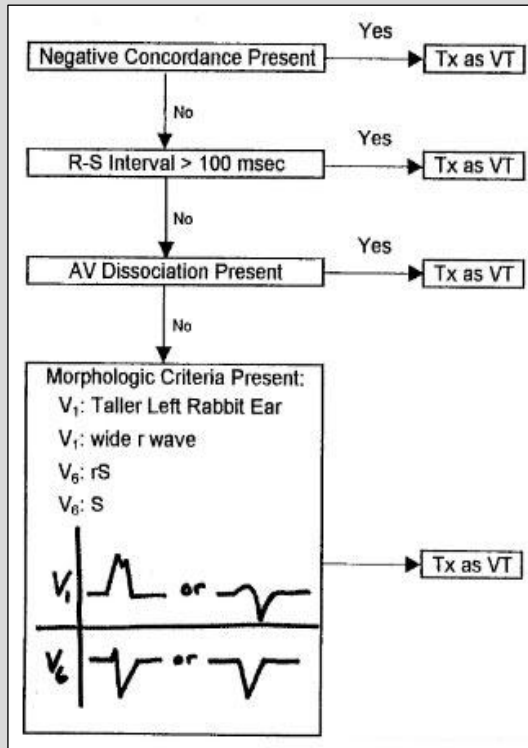 Yes
Negative Concordance Present
Tx as VT
No
Yes
R-S Interval > 100 msec
Tx as VT
No
Yes
AV Dissociation Present
Tx as VT
No
Morphologic Criteria Present:
V₁: Taller Left Rabbit Ear
V₁: wide r wave
V₆: rS
V₆: S
Tx as VT
V₁ or
V₆ or